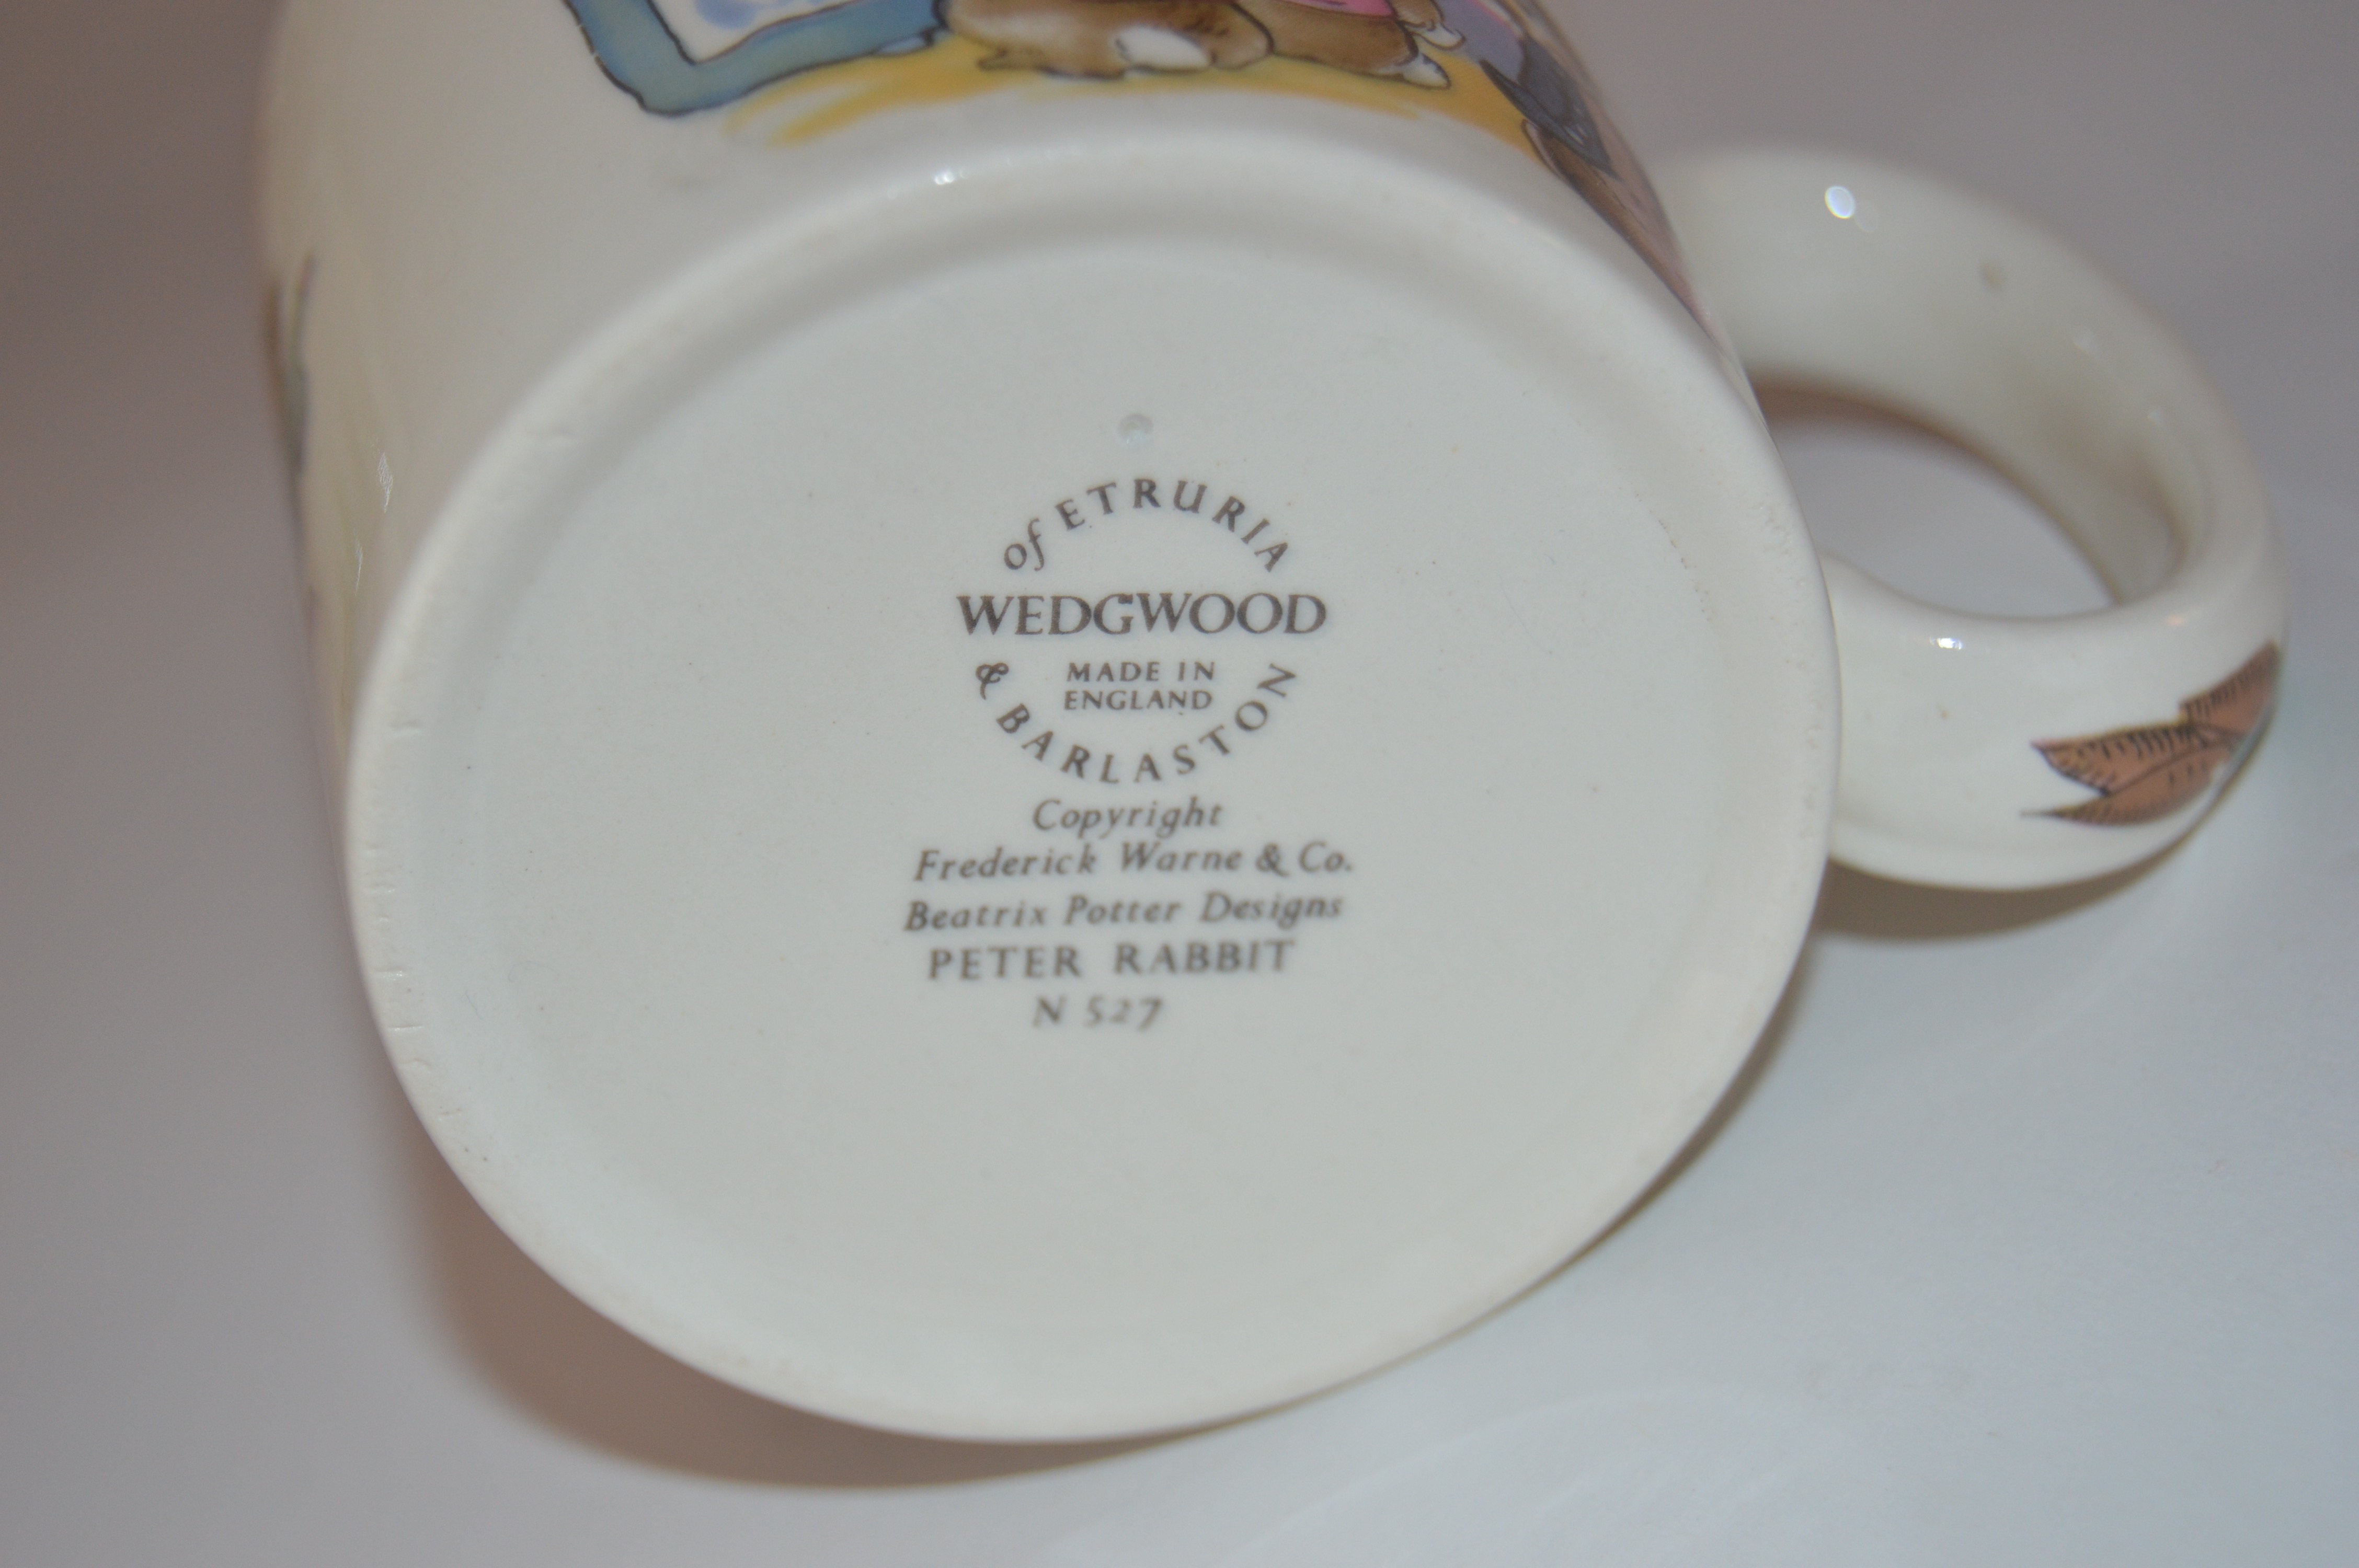 of ETRURIA
WEDGWOOD
MADE IN
ENGLAND
& BARLASTON
Copyright
Frederick Warne & Co.
Beatrix Potter Designs
PETER RABBIT
N 527